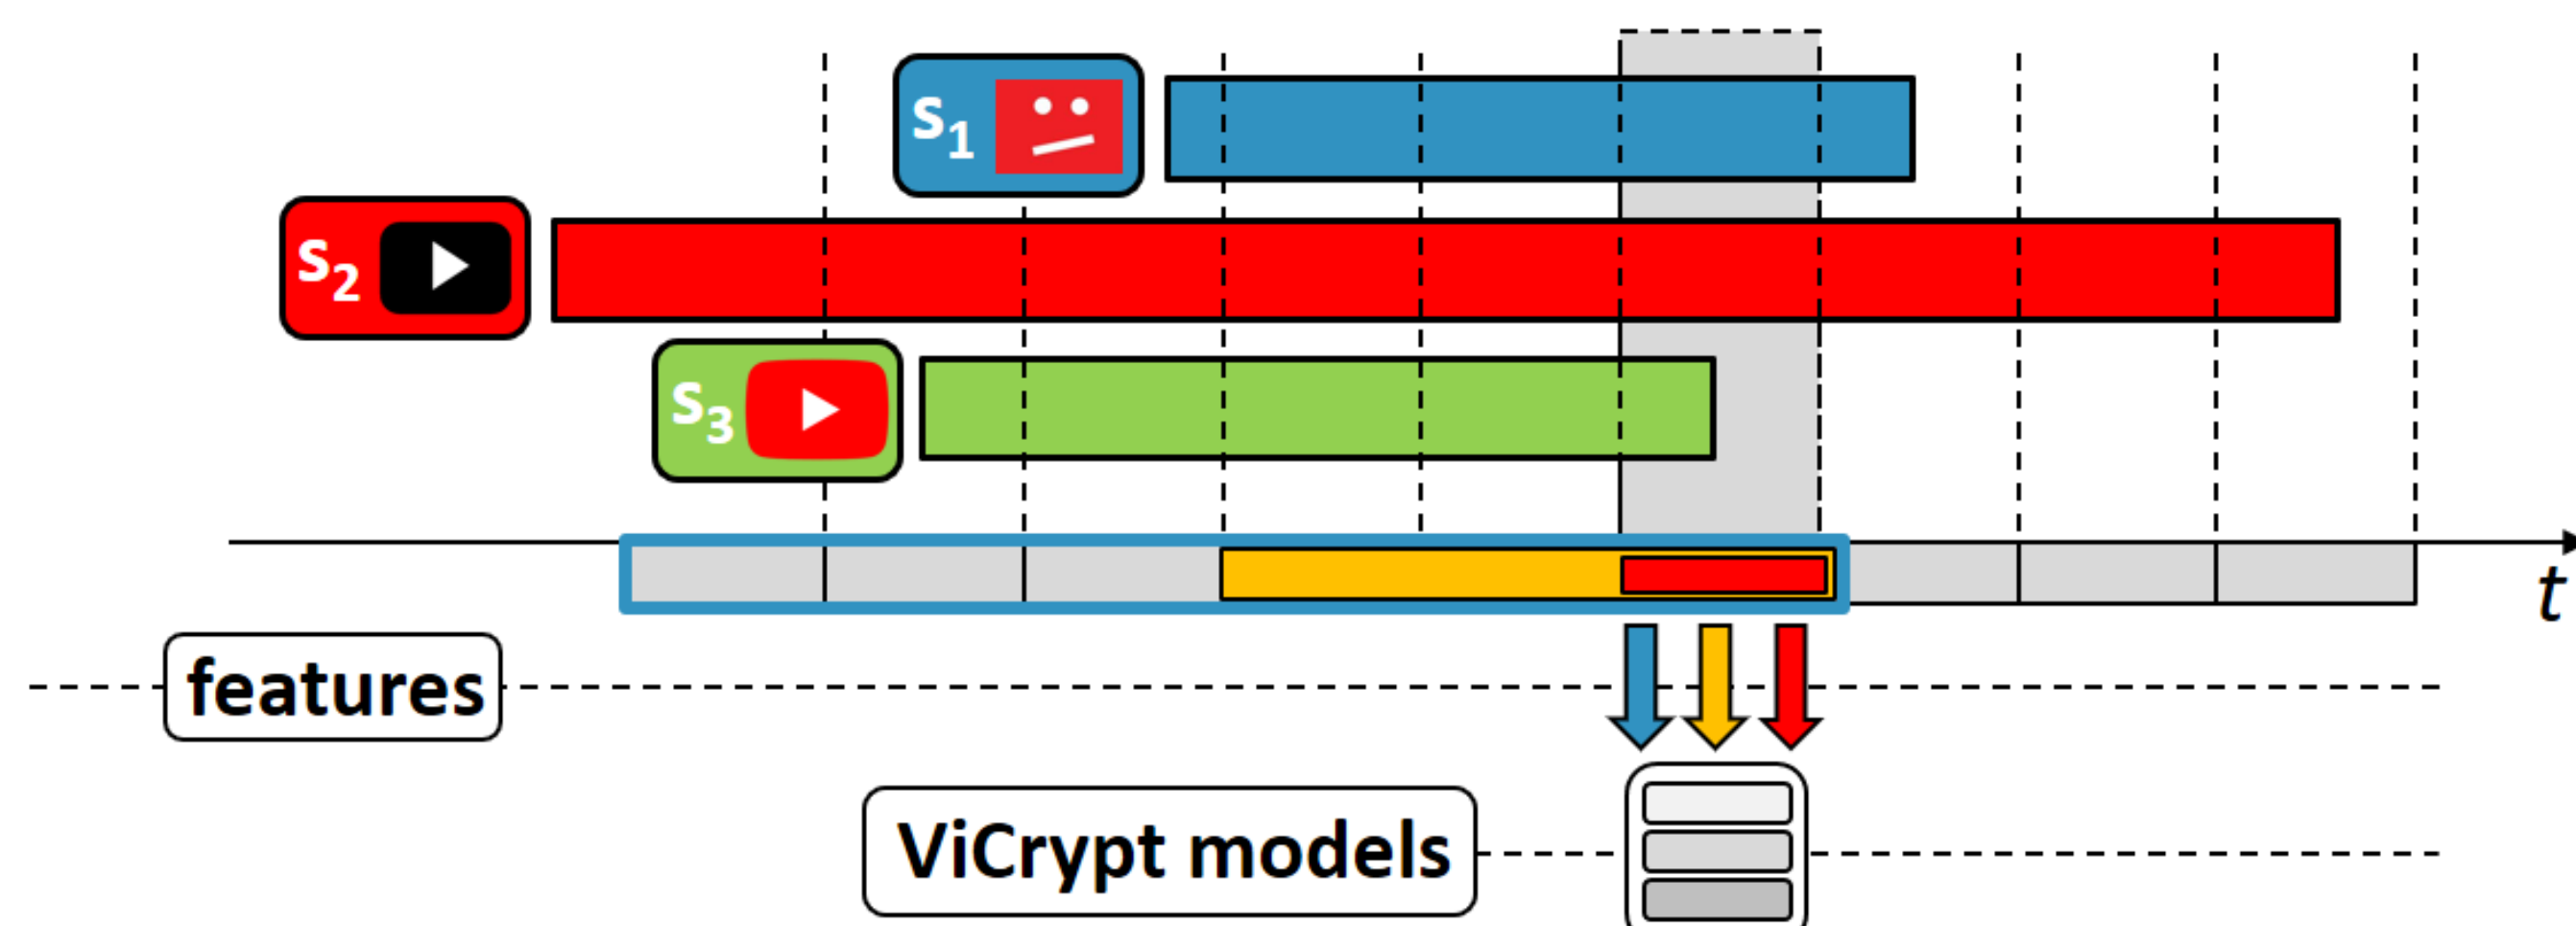 s1
s2
s3
t
features
ViCrypt models